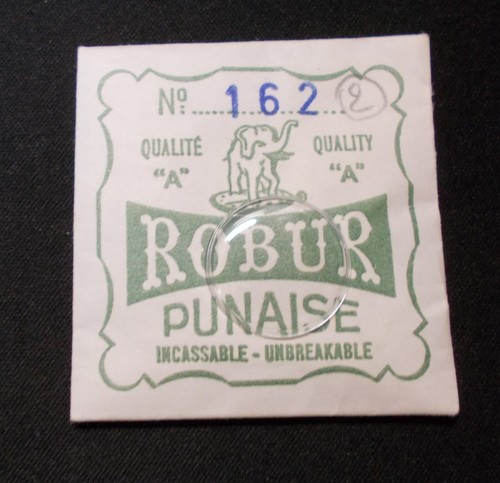 Nº 162 2
QUALITÉ QUALITY
"A" "A"
ROBUR
PUNAISE
INCASSABLE - UNBREAKABLE